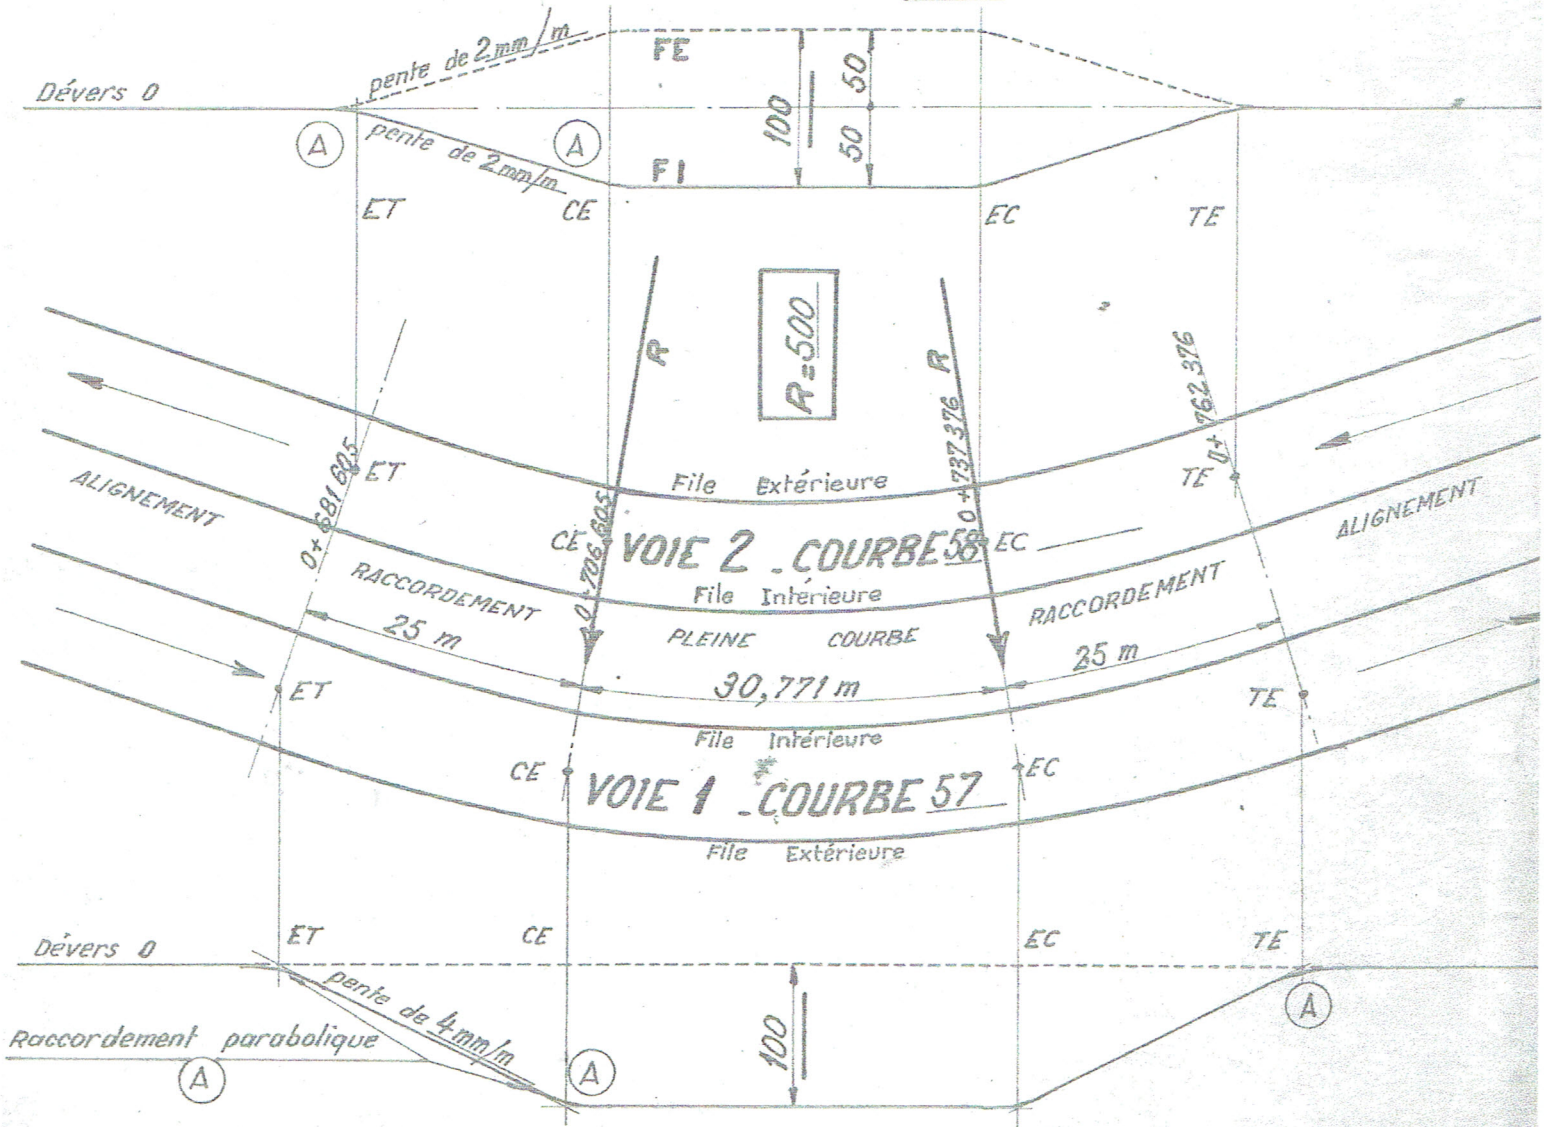 pente de 2mm/m
FE
Dévers 0
100
50
50
A
A
pente de 2mm/m
FI
ET
CE
EC
TE
R
R=500
R
0+762 376
0+681 605
ET
File Extérieure
0+737 376
TE
ALIGNEMENT
ALIGNEMENT
CE
0+706 605
VOIE 2 - COURBE 58
EC
RACCORDEMENT
File Intérieure
RACCORDEMENT
25 m
PLEINE COURBE
25 m
ET
30,771 m
TE
File Intérieure
CE
VOIE 1 - COURBE 57
EC
File Extérieure
ET
CE
EC
TE
Dévers 0
pente de 4mm/m
100
A
Raccordement parabolique
A
A